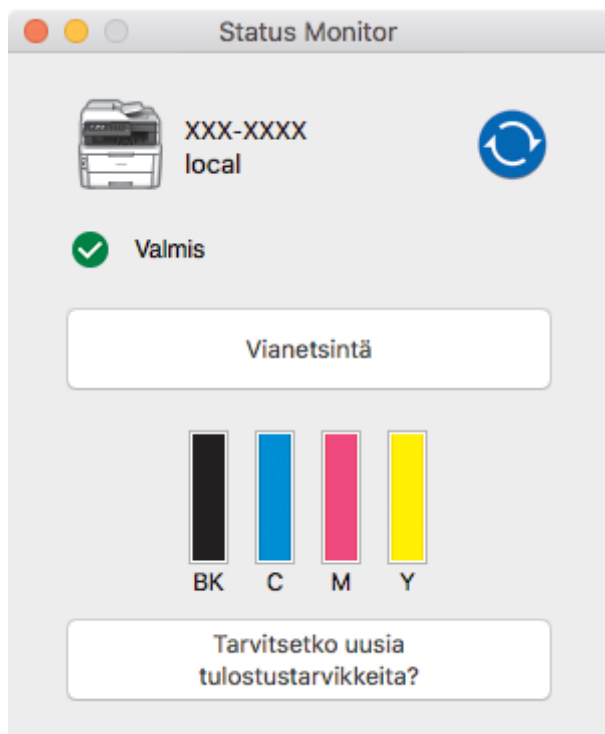 Status Monitor
XXX-XXXX
local
Valmis
Vianetsintä
BK C M Y
Tarvitsetko uusia
tulostustarvikkeita?